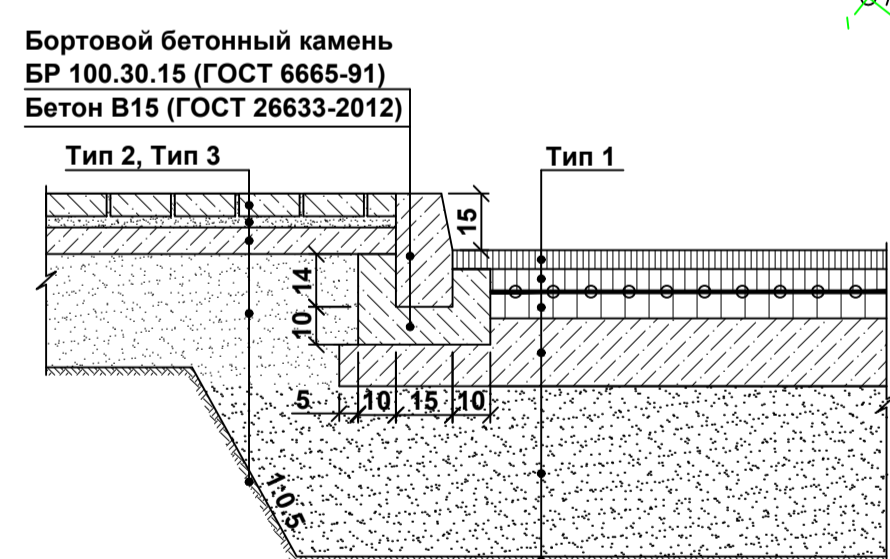 Бортовой бетонный камень
БР 100.30.15 (ГОСТ 6665-91)
Бетон В15 (ГОСТ 26633-2012)
Тип 2, Тип 3
Тип 1
15
14
10
5
10
15
10
1:0.5